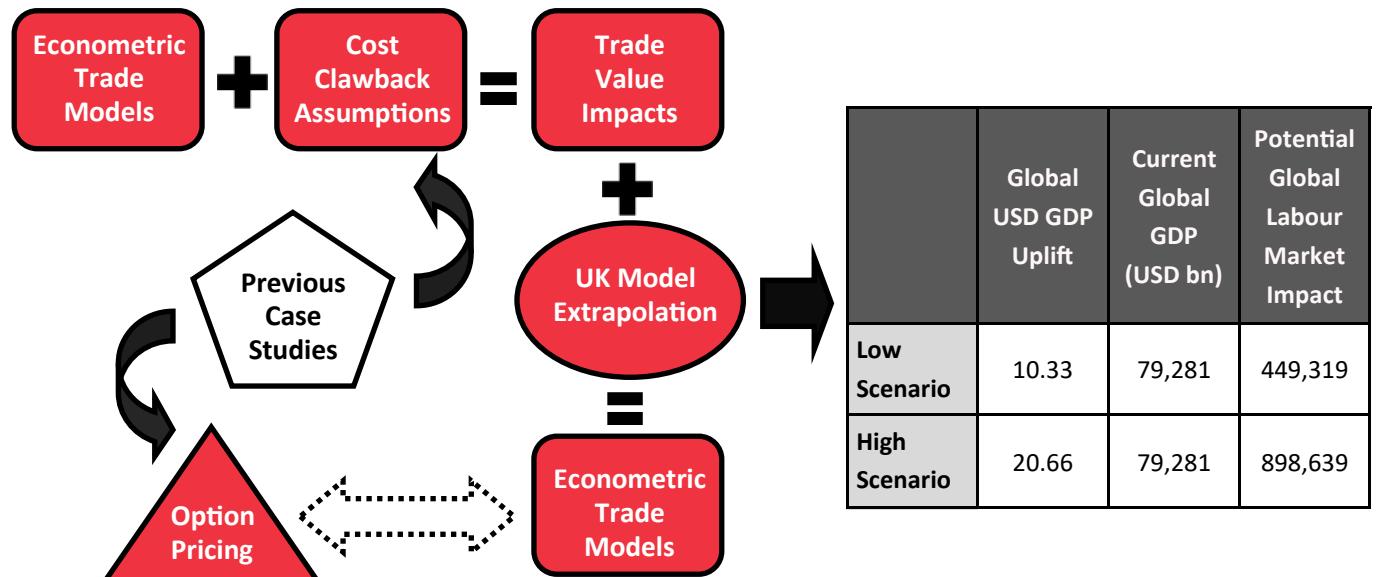 Econometric
Trade
Models
+
Cost
Clawback
Assumptions
=
Trade
Value
Impacts
+
Previous
Case
Studies
UK Model
Extrapolation
=
Option
Pricing
Econometric
Trade
Models
Global
USD GDP
Uplift
Current
Global
GDP
(USD bn)
Potential
Global
Labour
Market
Impact
Low
Scenario
10.33
79,281
449,319
High
Scenario
20.66
79,281
898,639